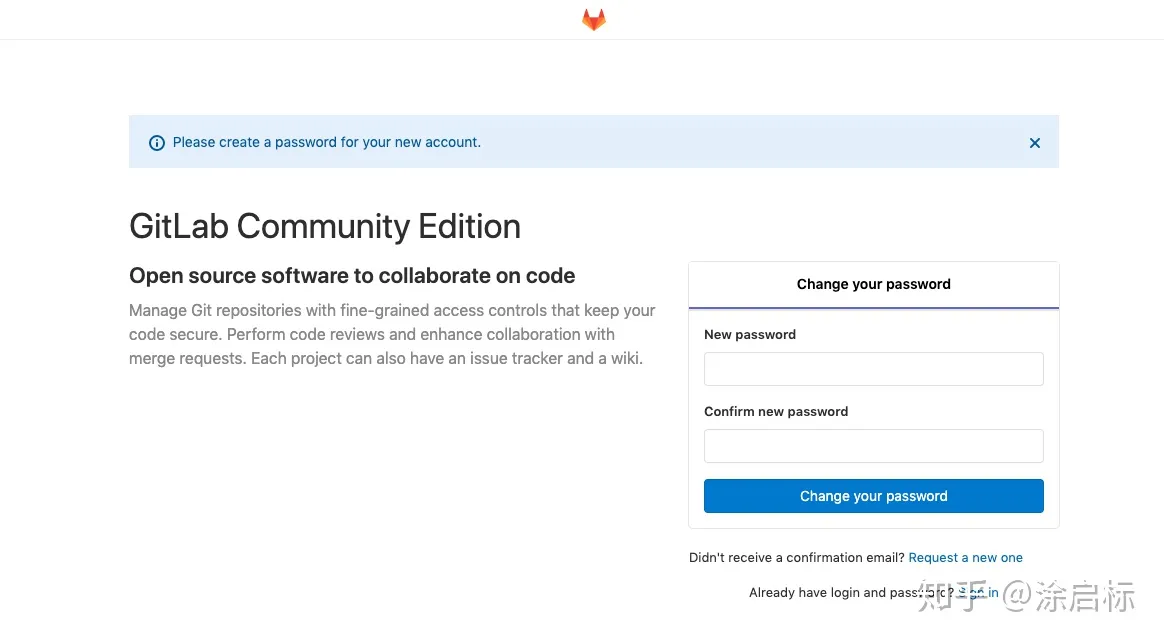 Please create a password for your new account.
GitLab Community Edition
Open source software to collaborate on code
Manage Git repositories with fine-grained access controls that keep your
code secure. Perform code reviews and enhance collaboration with
merge requests. Each project can also have an issue tracker and a wiki.
Change your password
New password
Confirm new password
Change your password
Didn't receive a confirmation email? Request a new one
Already have login and password? Sign in
知乎 @涂启标